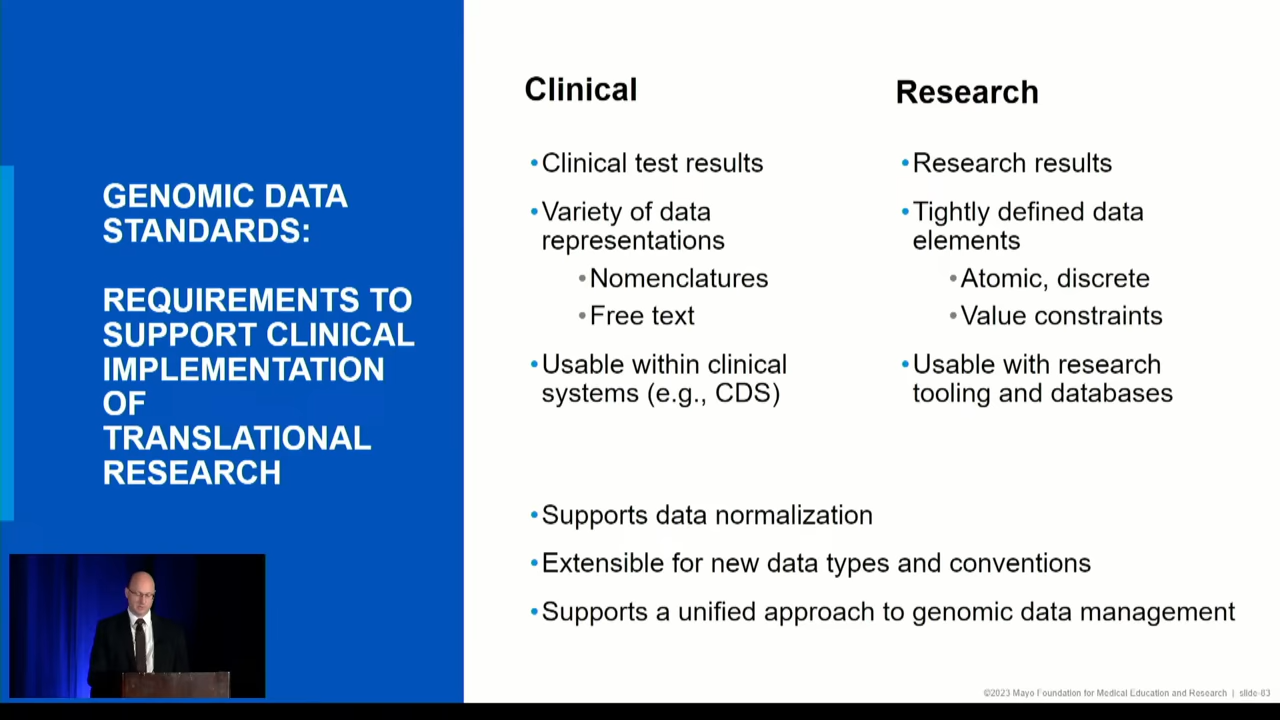 GENOMIC DATA
STANDARDS:
REQUIREMENTS TO
SUPPORT CLINICAL
IMPLEMENTATION
OF
TRANSLATIONAL
RESEARCH
Clinical
•Clinical test results
•Variety of data
representations
•Nomenclatures
•Free text
•Usable within clinical
systems (e.g., CDS)
Research
•Research results
•Tightly defined data
elements
•Atomic, discrete
•Value constraints
•Usable with research
tooling and databases
•Supports data normalization
•Extensible for new data types and conventions
•Supports a unified approach to genomic data management
©2023 Mayo Foundation for Medical Education and Research | slide-83